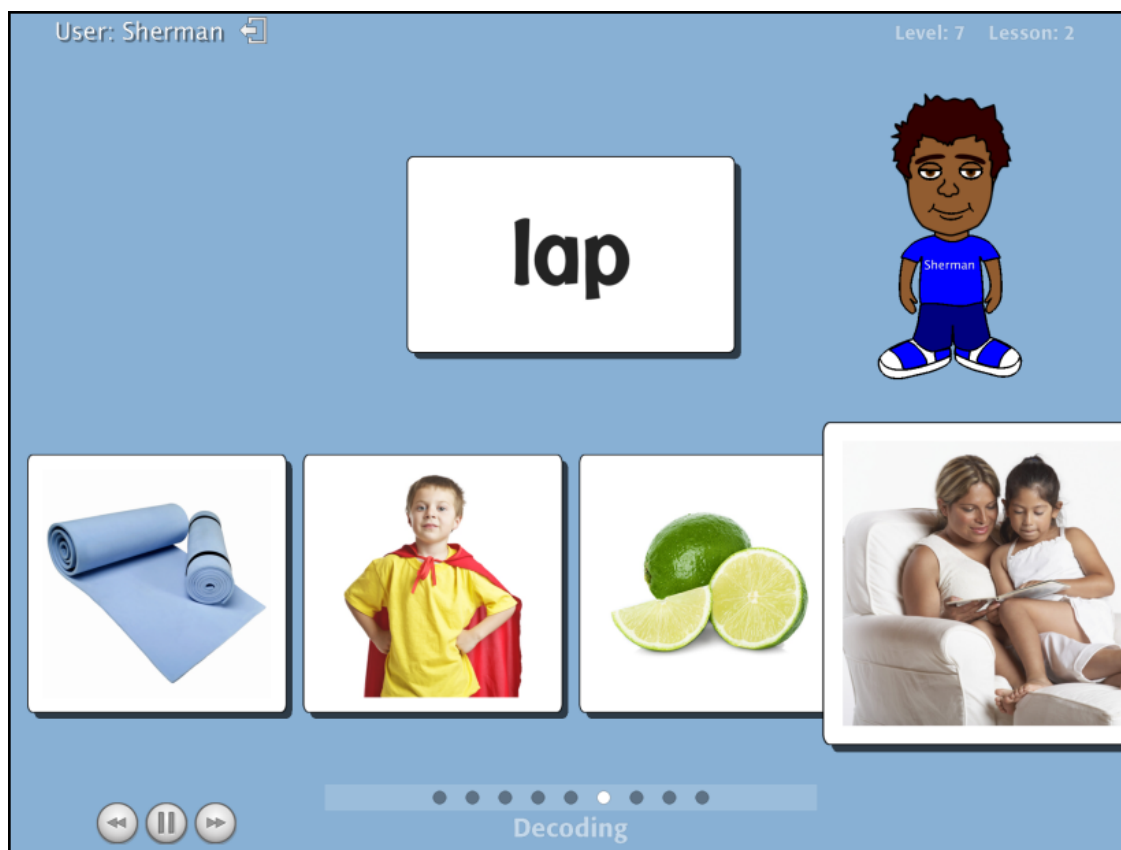 User: Sherman
Level: 7 Lesson: 2
lap
Sherman
Decoding